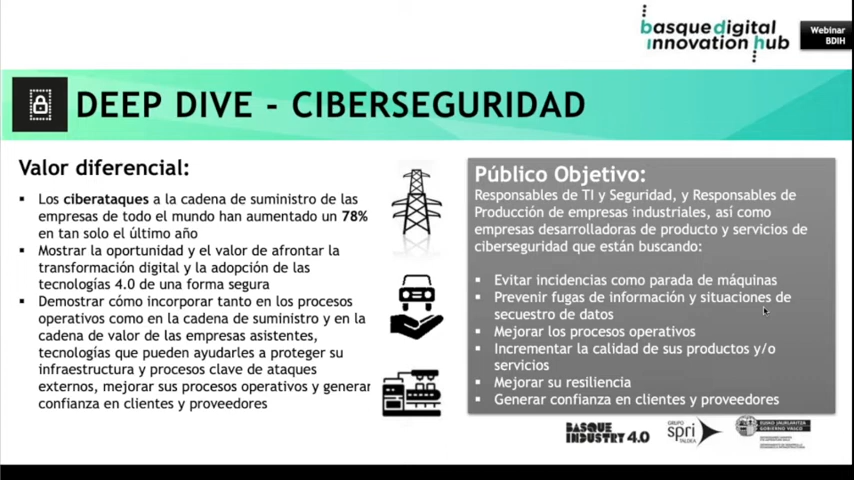 basque digital
innovation hub
Webinar
BDIH
DEEP DIVE - CIBERSEGURIDAD
Valor diferencial:
▪ Los ciberataques a la cadena de suministro de las
empresas de todo el mundo han aumentado un 78%
en tan solo el último año
▪ Mostrar la oportunidad y el valor de afrontar la
transformación digital y la adopción de las
tecnologías 4.0 de una forma segura
▪ Demostrar cómo incorporar tanto en los procesos
operativos como en la cadena de suministro y en la
cadena de valor de las empresas asistentes,
tecnologías que pueden ayudarles a proteger su
infraestructura y procesos clave de ataques
externos, mejorar sus procesos operativos y generar
confianza en clientes y proveedores
Público Objetivo:
Responsables de TI y Seguridad, y Responsables de
Producción de empresas industriales, así como
empresas desarrolladoras de producto y servicios de
ciberseguridad que están buscando:
▪ Evitar incidencias como parada de máquinas
▪ Prevenir fugas de información y situaciones de
secuestro de datos
▪ Mejorar los procesos operativos
▪ Incrementar la calidad de sus productos y/o
servicios
▪ Mejorar su resiliencia
▪ Generar confianza en clientes y proveedores
BASQUE
INDUSTRY 4.0
GRUPO
spri
TALDEA
EUSKO JAURLARITZA
GOBIERNO VASCO